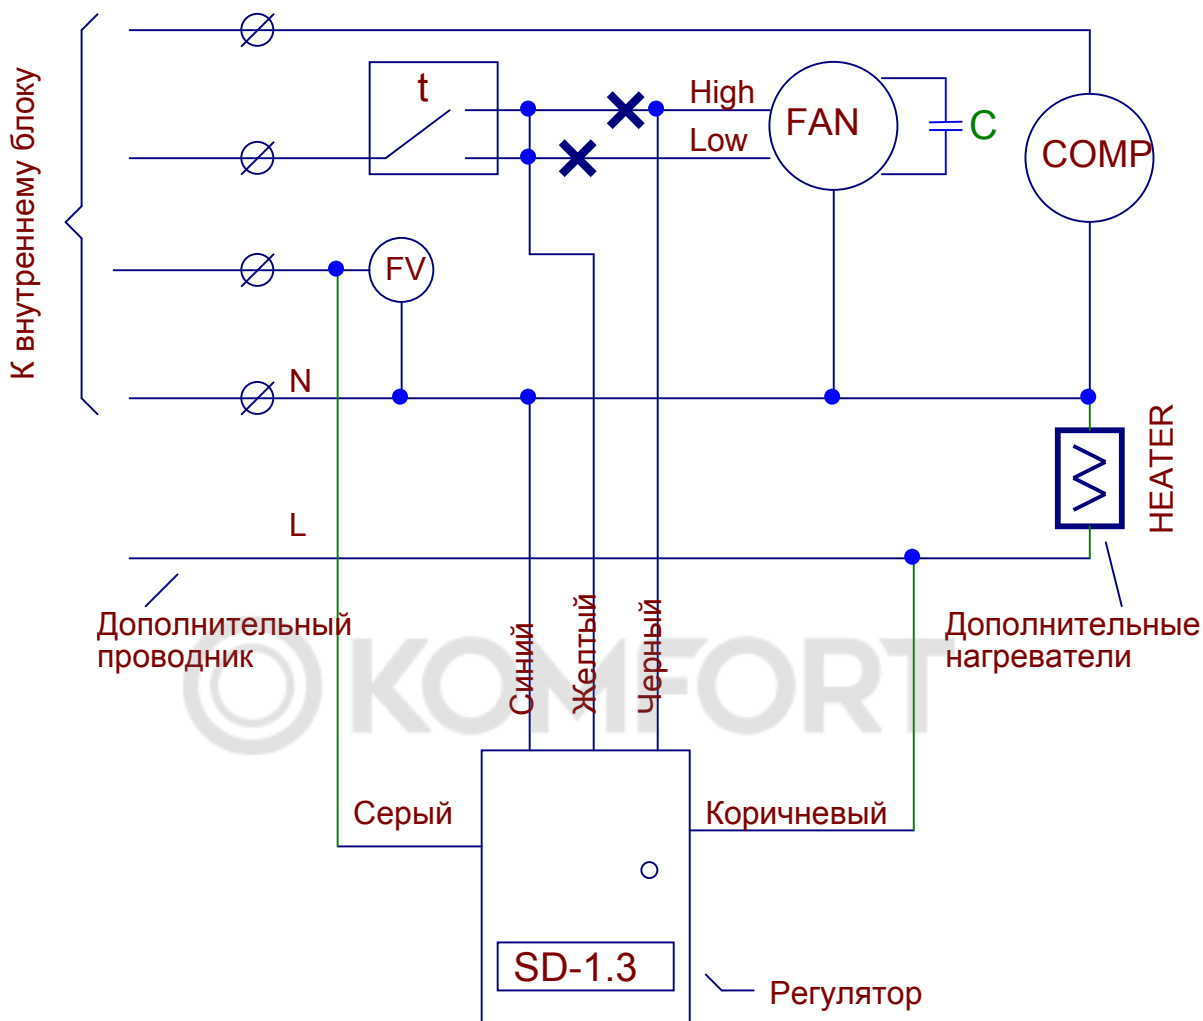 К внутреннему блоку
t
High
Low
FAN
C
COMP
FV
N
HEATER
L
Дополнительный
проводник
Дополнительные
нагреватели
Синий
Желтый
Черный
KOMFORT
Серый
Коричневый
SD-1.3
Регулятор